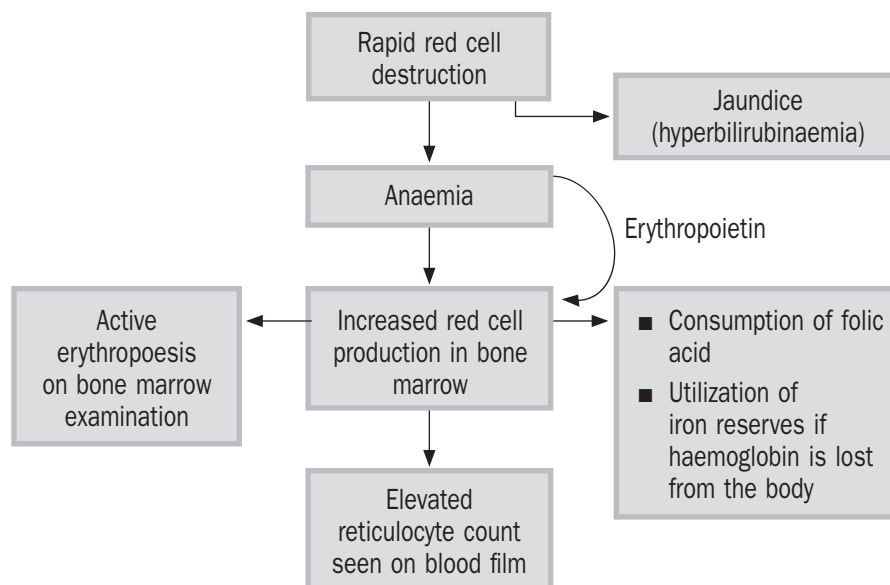 Rapid red cell
destruction
Jaundice
(hyperbilirubinaemia)
Anaemia
Erythropoietin
Active
erythropoesis
on bone marrow
examination
Increased red cell
production in bone
marrow
■ Consumption of folic
acid
■ Utilization of
iron reserves if
haemoglobin is lost
from the body
Elevated
reticulocyte count
seen on blood film